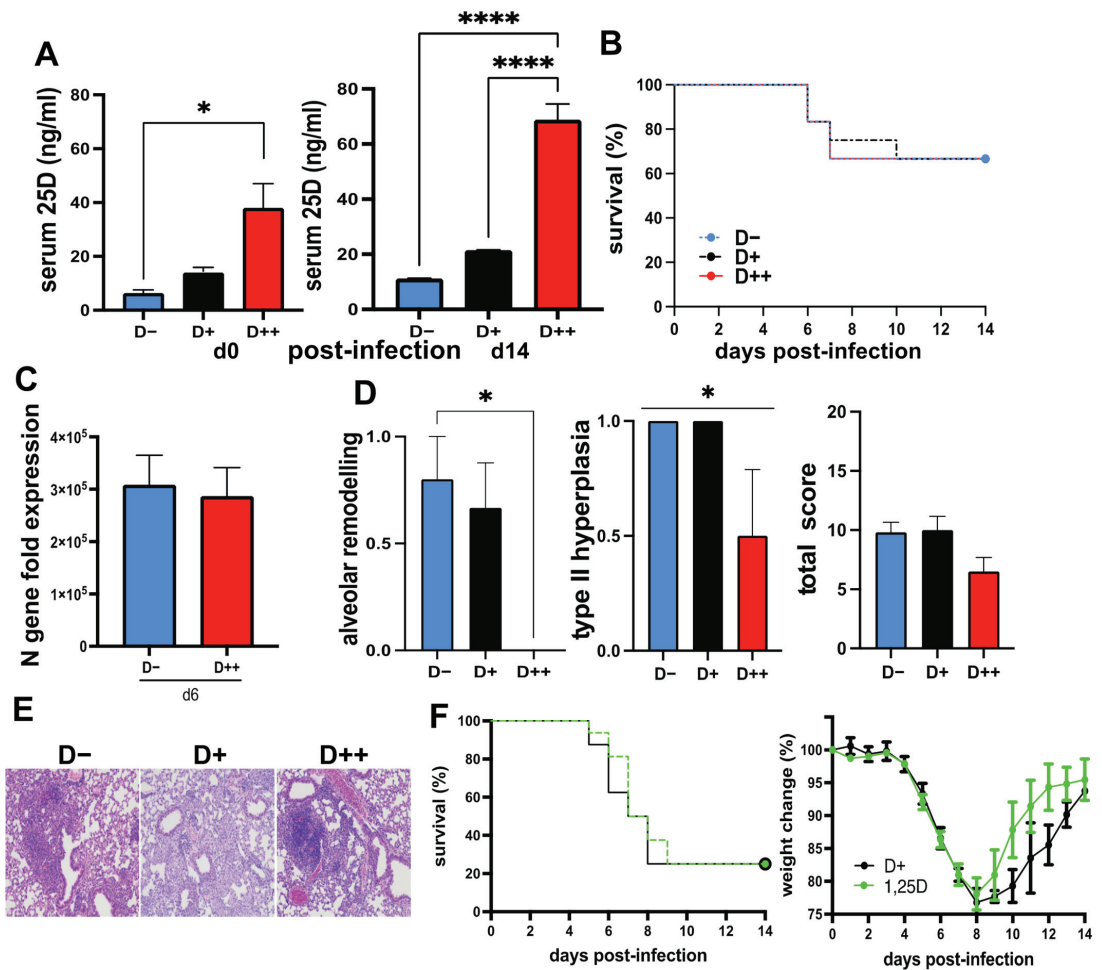 A
serum 25D (ng/ml)
80
60
40
20
0
*
D− D+ D++
d0
serum 25D (ng/ml)
80
60
40
20
0
****
****
D− D+ D++
d14
post-infection
B
survival (%)
100
80
60
40
20
0
D−
D+
D++
0 2 4 6 8 10 12 14
days post-infection
C
N gene fold expression
4×10⁵
3×10⁵
2×10⁵
1×10⁵
0
D− D++
d6
D
alveolar remodelling
1.0
0.5
0.0
*
D− D+ D++
type II hyperplasia
1.0
0.5
0.0
*
D− D+ D++
total score
20
15
10
5
0
D− D+ D++
E
D− D+ D++
F
survival (%)
100
80
60
40
20
0
0 2 4 6 8 10 12 14
days post-infection
weight change (%)
100
95
90
85
80
75
D+
1,25D
0 2 4 6 8 10 12 14
days post-infection